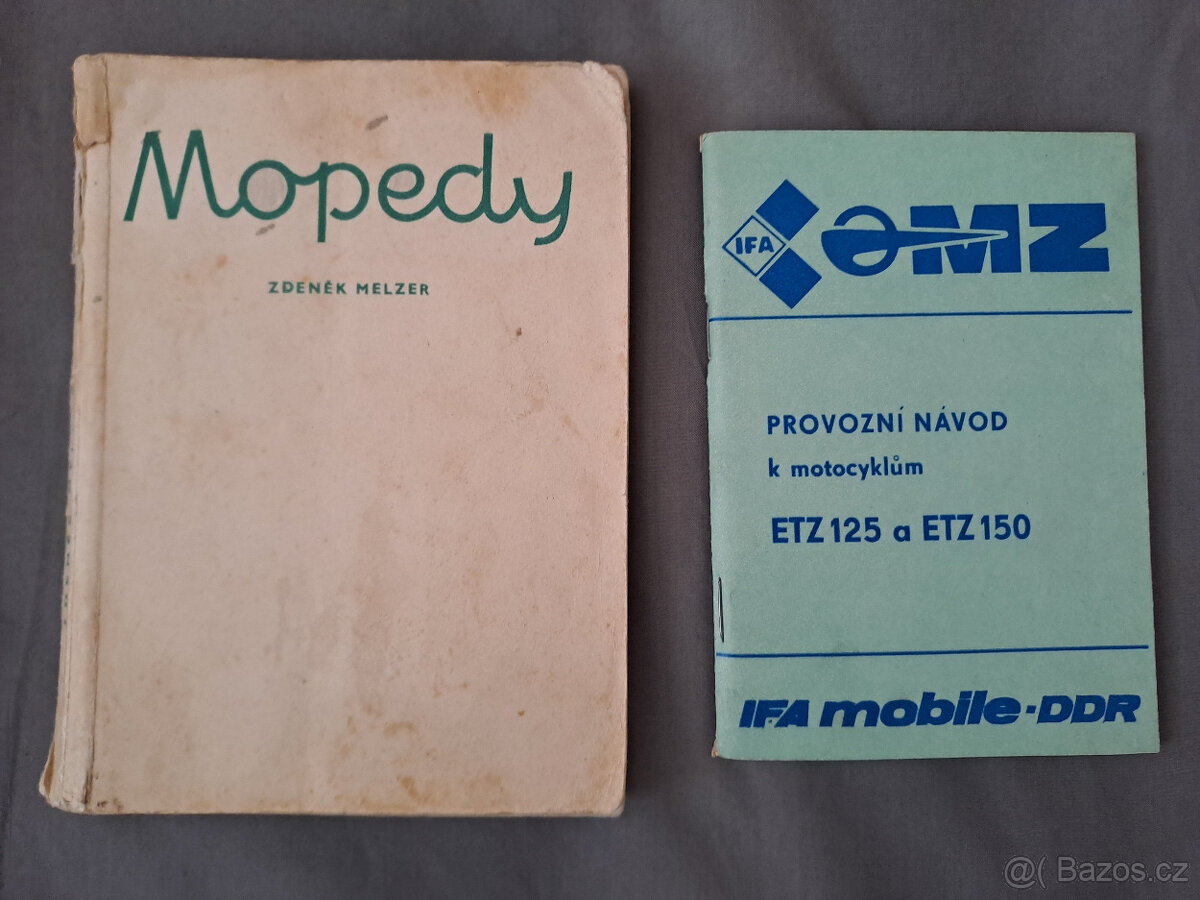 Mopedy
ZDENĚK MELZER
IFA MZ
PROVOZNÍ NÁVOD
k motocyklům
ETZ 125 a ETZ 150
IFA mobile-DDR
@( Bazos.cz